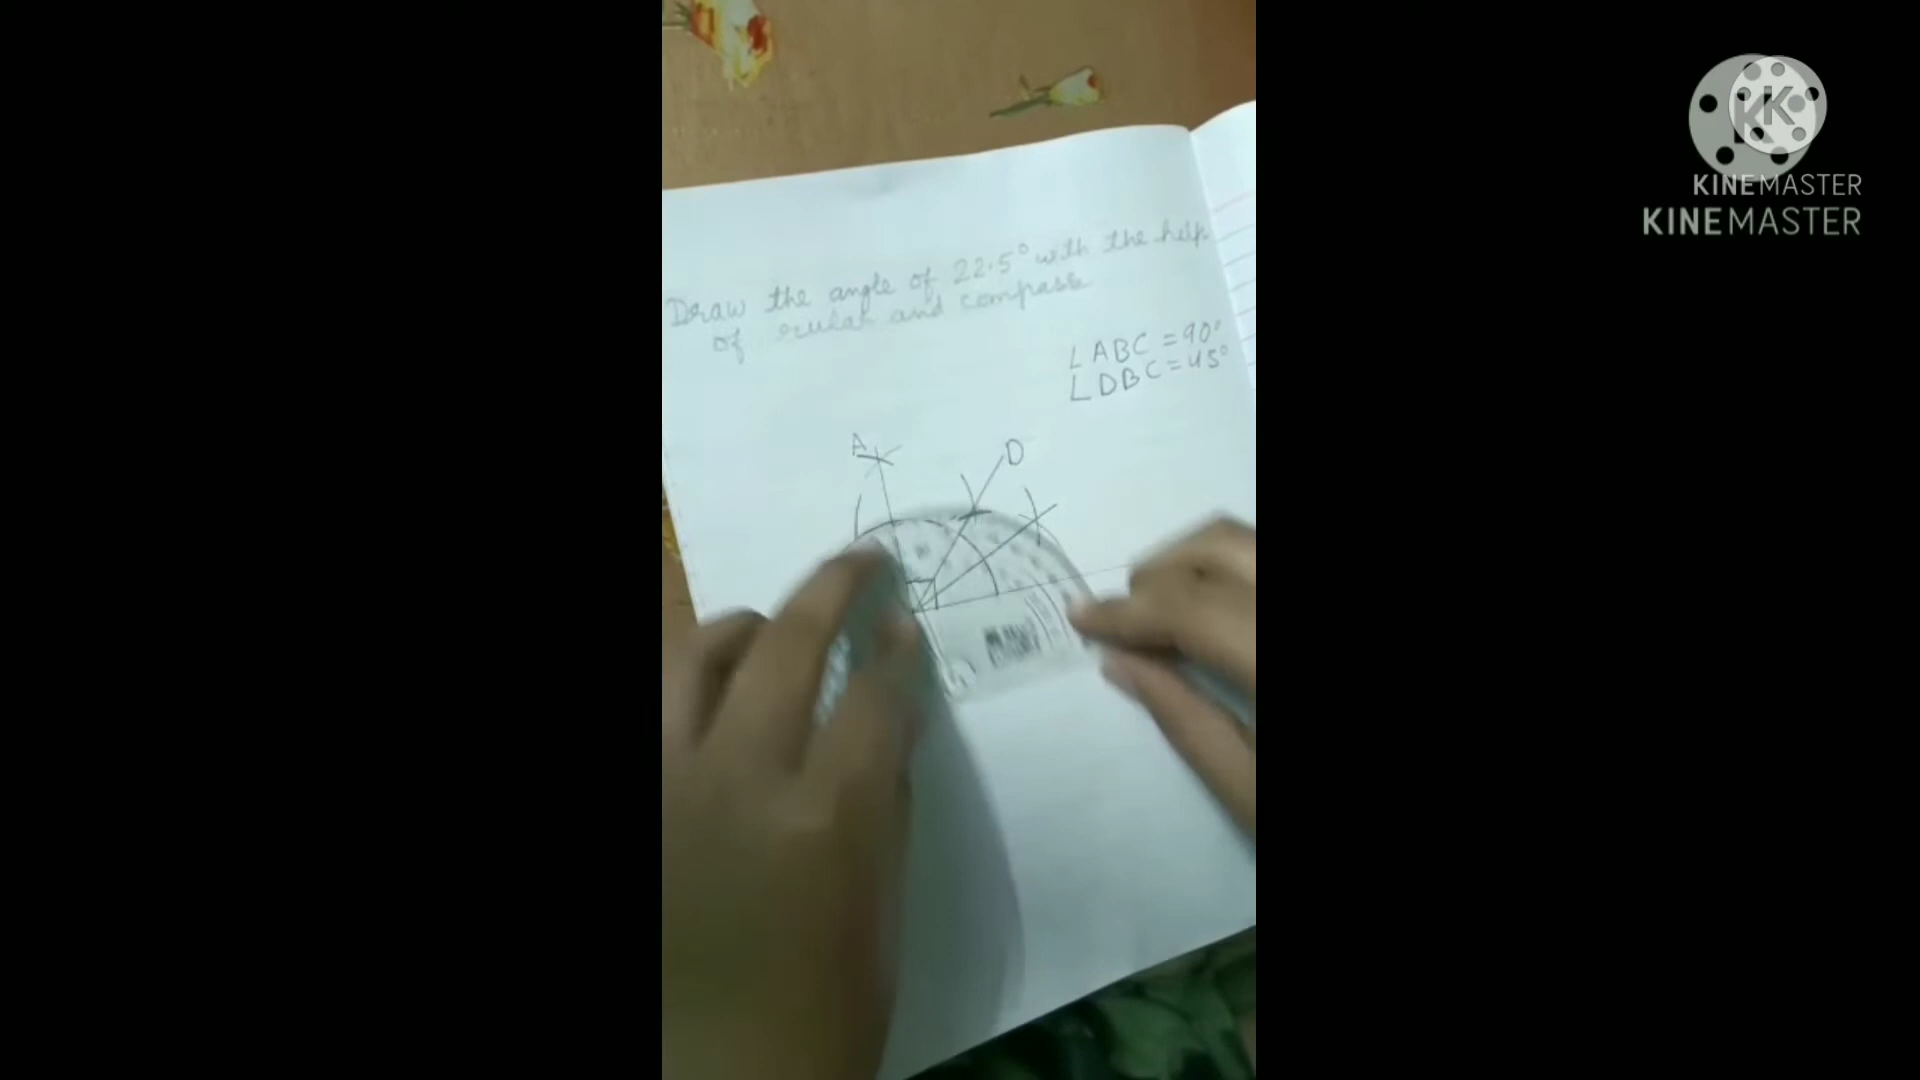 KINEMASTER
KINEMASTER
Draw the angle of 22.5° with the help
of rular and compass
∠ABC = 90°
∠DBC = 45°
A
D